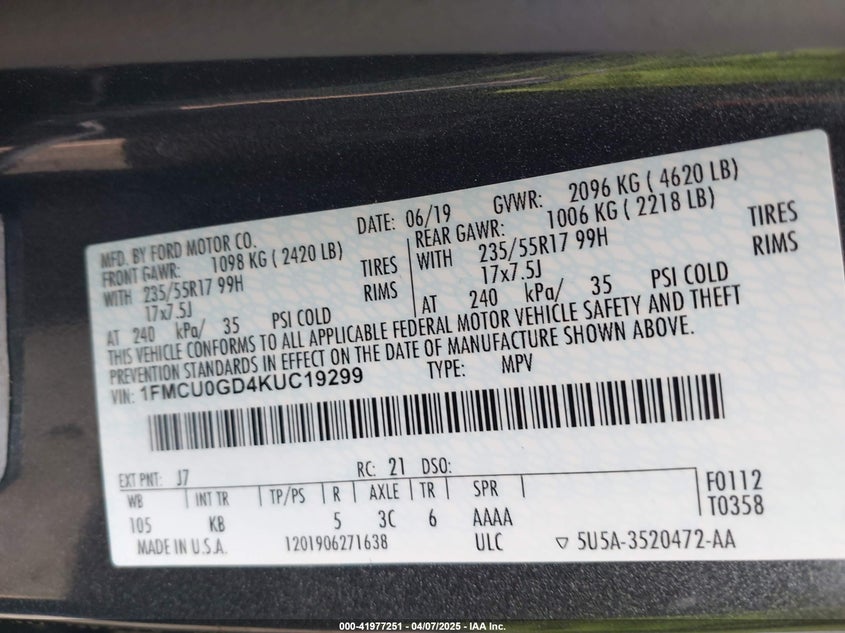 MFD. BY FORD MOTOR CO. DATE: 06/19 GVWR: 2096 KG ( 4620 LB)
FRONT GAWR: 1098 KG ( 2420 LB) REAR GAWR: 1006 KG ( 2218 LB)
WITH 235/55R17 99H TIRES WITH 235/55R17 99H TIRES
17x7.5J RIMS 17x7.5J RIMS
AT 240 kPa/ 35 PSI COLD AT 240 kPa/ 35 PSI COLD
THIS VEHICLE CONFORMS TO ALL APPLICABLE FEDERAL MOTOR VEHICLE SAFETY AND THEFT
PREVENTION STANDARDS IN EFFECT ON THE DATE OF MANUFACTURE SHOWN ABOVE.
VIN: 1FMCU0GD4KUC19299 TYPE: MPV
EXT PNT: J7 RC: 21 DSO:
WB INT TR TP/PS R AXLE TR SPR F0112
105 KB 5 3C 6 AAAA T0358
MADE IN U.S.A. 1201906271638 ULC ▽ 5U5A-3520472-AA
000-41977251 - 04/07/2025 - IAA Inc.